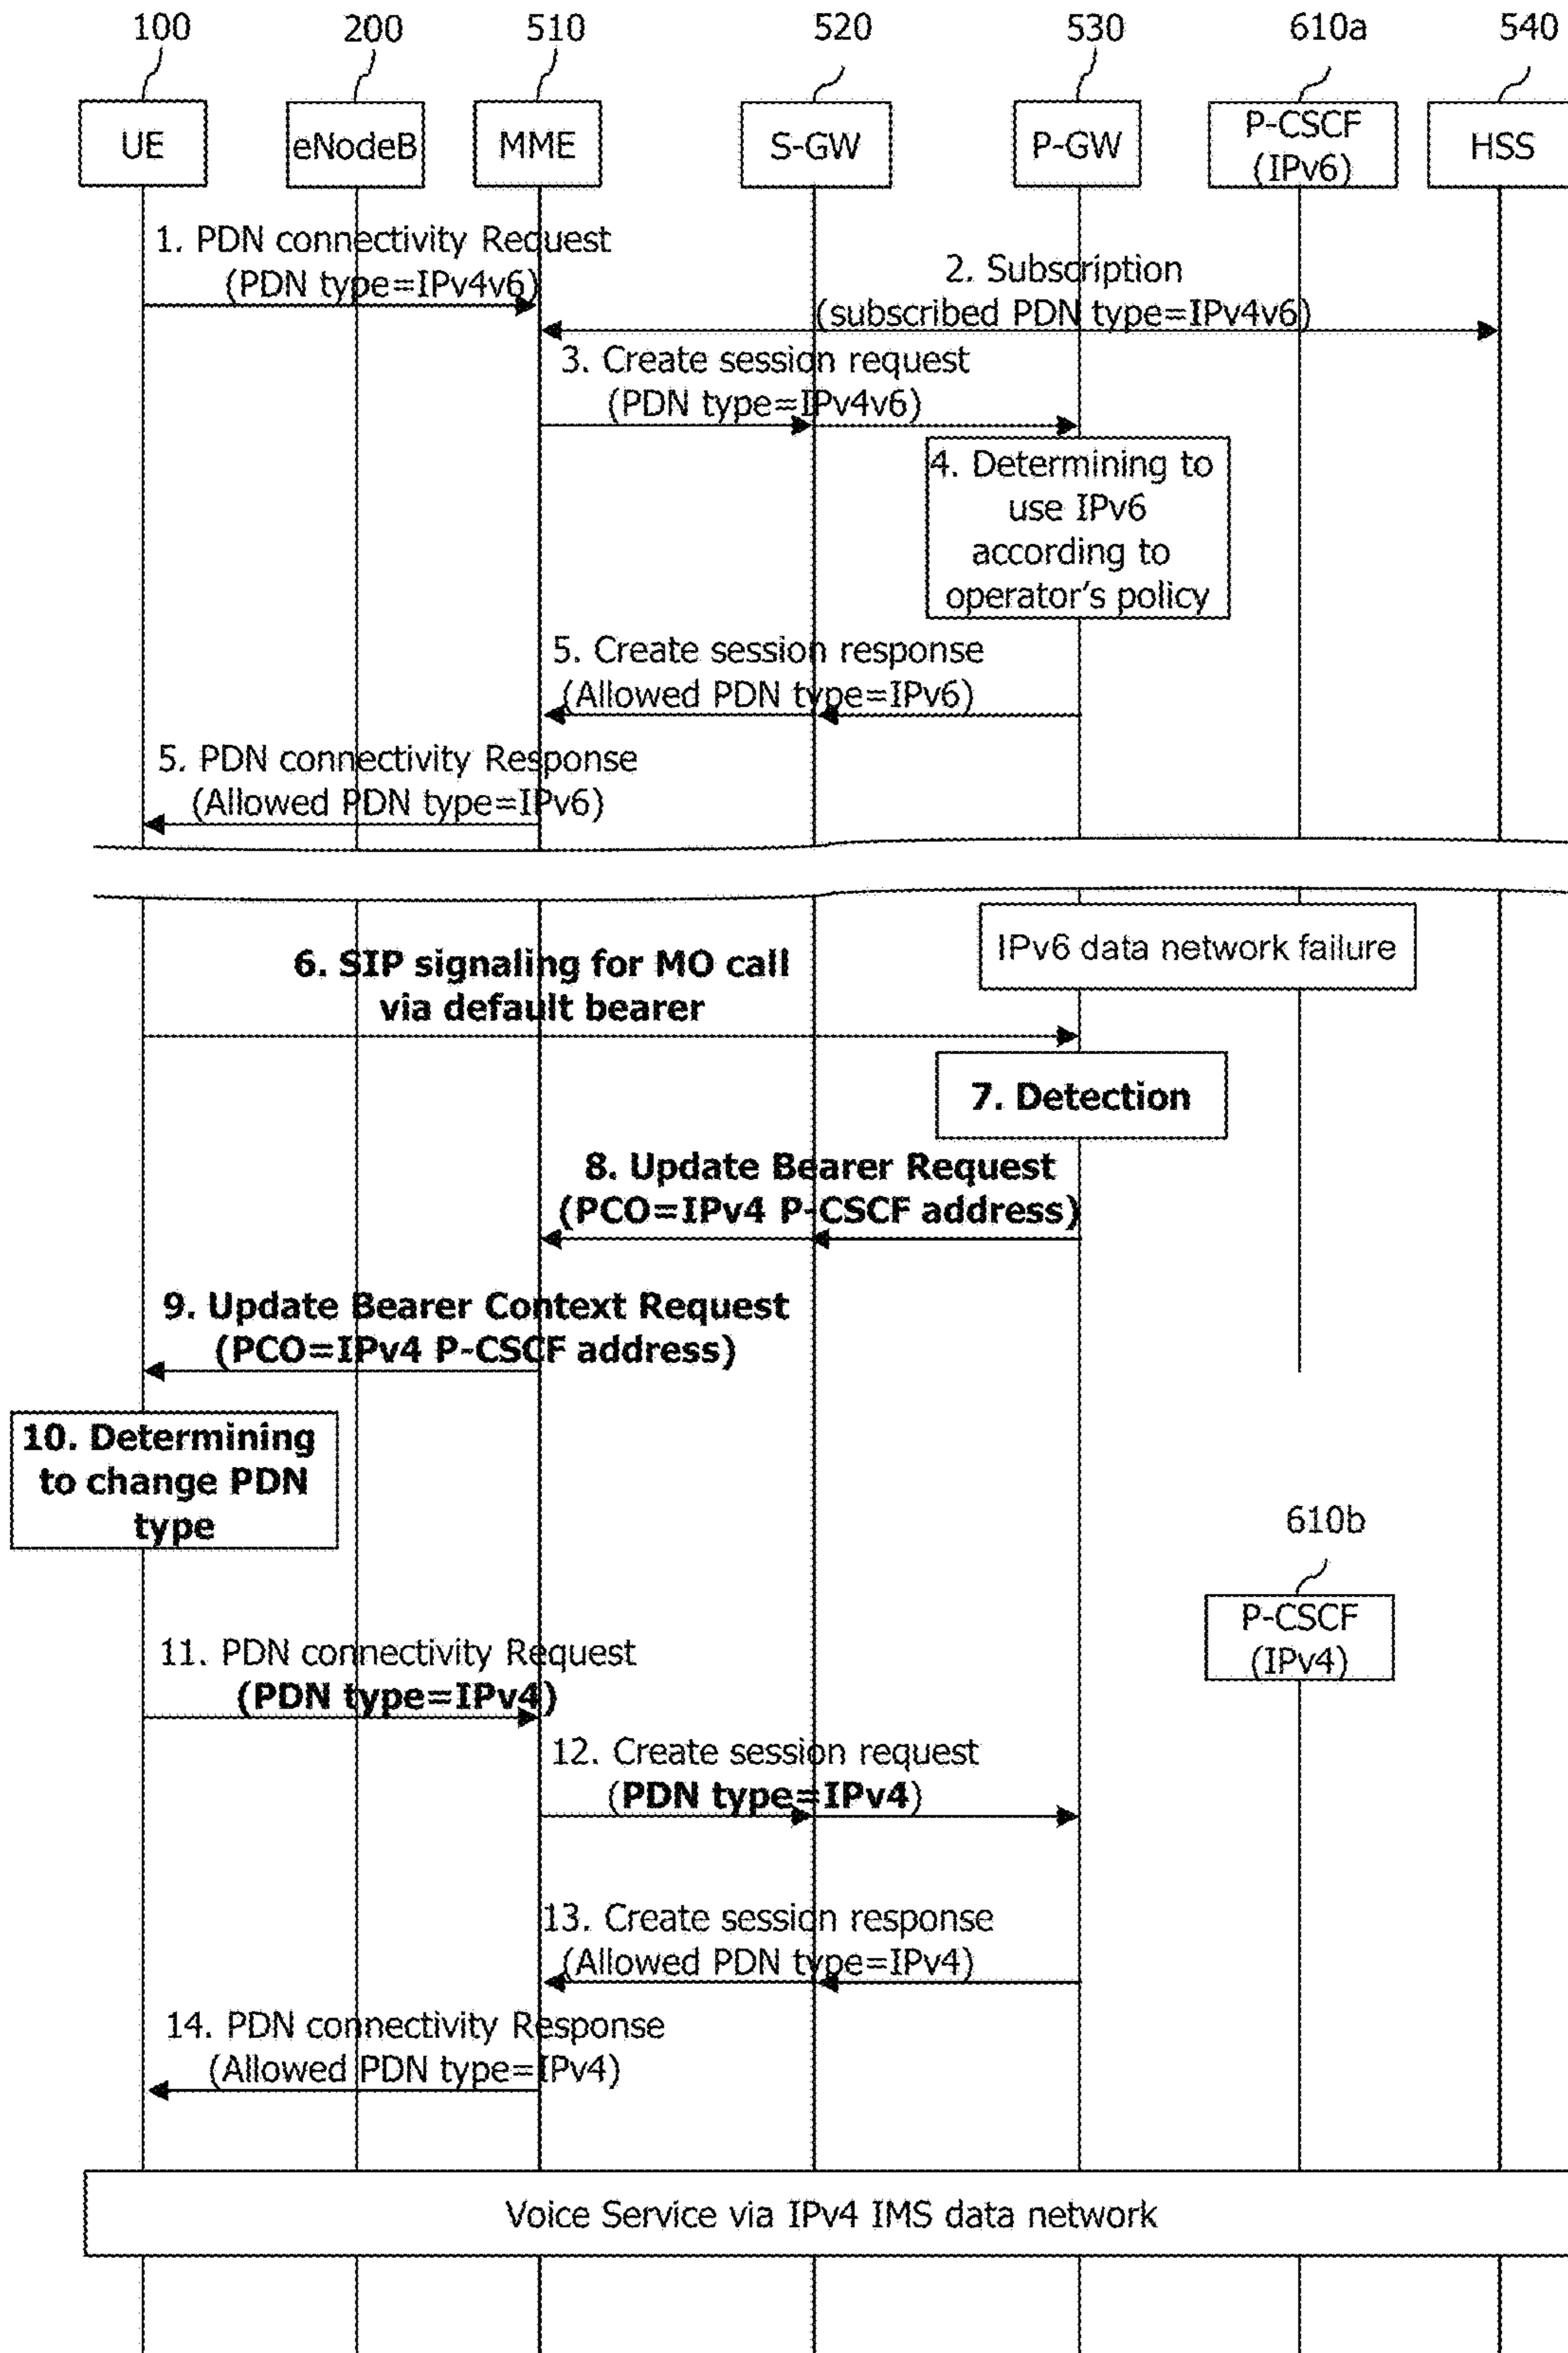 100 200 510 520 530 610a 540
UE eNodeB MME S-GW P-GW P-CSCF (IPv6) HSS
1. PDN connectivity Request
(PDN type=IPv4v6)
2. Subscription
(subscribed PDN type=IPv4v6)
3. Create session request
(PDN type=IPv4v6)
4. Determining to
use IPv6
according to
operator's policy
5. Create session response
(Allowed PDN type=IPv6)
5. PDN connectivity Response
(Allowed PDN type=IPv6)
IPv6 data network failure
6. SIP signaling for MO call
via default bearer
7. Detection
8. Update Bearer Request
(PCO=IPv4 P-CSCF address)
9. Update Bearer Context Request
(PCO=IPv4 P-CSCF address)
10. Determining
to change PDN
type
610b
P-CSCF
(IPv4)
11. PDN connectivity Request
(PDN type=IPv4)
12. Create session request
(PDN type=IPv4)
13. Create session response
(Allowed PDN type=IPv4)
14. PDN connectivity Response
(Allowed PDN type=IPv4)
Voice Service via IPv4 IMS data network